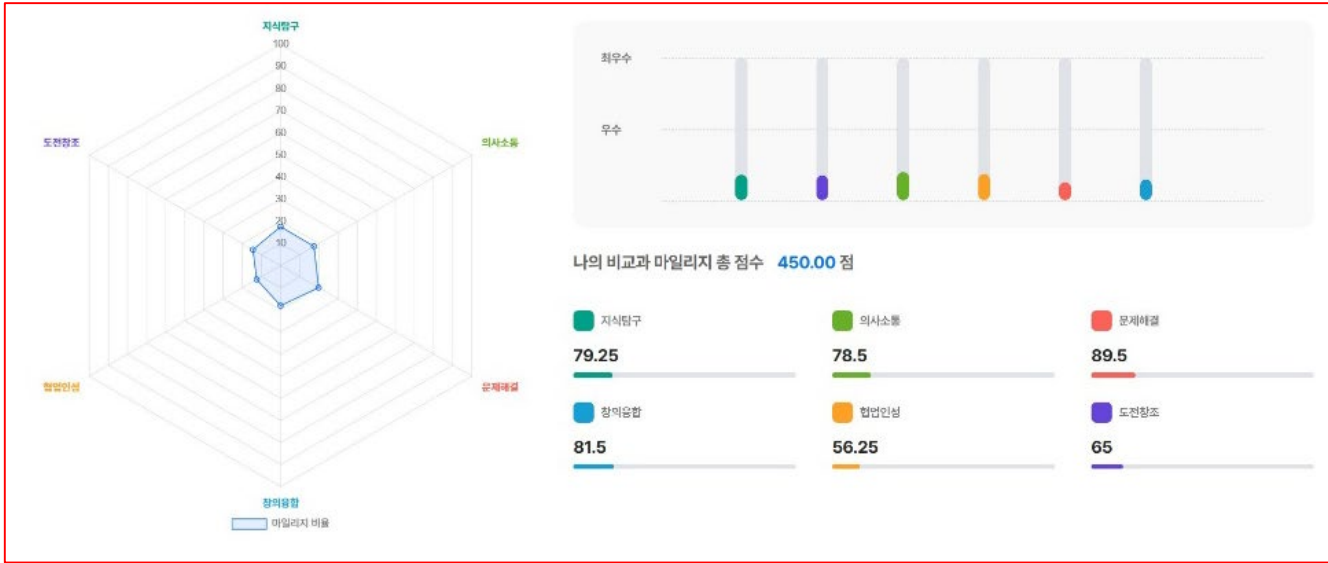 지식탐구
100
90
80
70
60
50
40
30
20
10
도전창조
의사소통
협업인성
문제해결
창의융합
마일리지 비율
최우수
우수
나의 비교과 마일리지 총 점수 450.00 점
지식탐구
의사소통
문제해결
79.25
78.5
89.5
창의융합
협업인성
도전창조
81.5
56.25
65